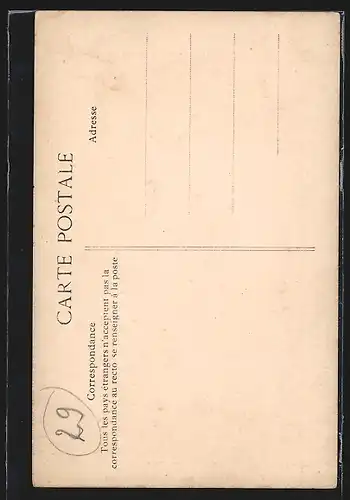 CARTE POSTALE
Correspondance
Tous les pays étrangers n'acceptent pas la
correspondance au recto Se renseigner à la poste
Adresse
29